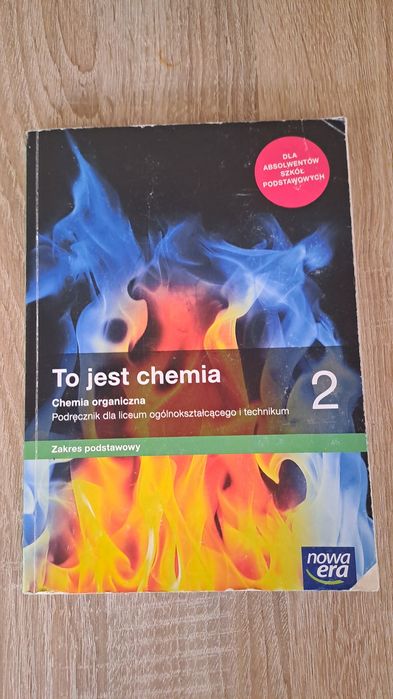 DLA
ABSOLWENTÓW
SZKÓŁ
PODSTAWOWYCH
To jest chemia
Chemia organiczna
Podręcznik dla liceum ogólnokształcącego i technikum
2
Zakres podstawowy
nowa
era